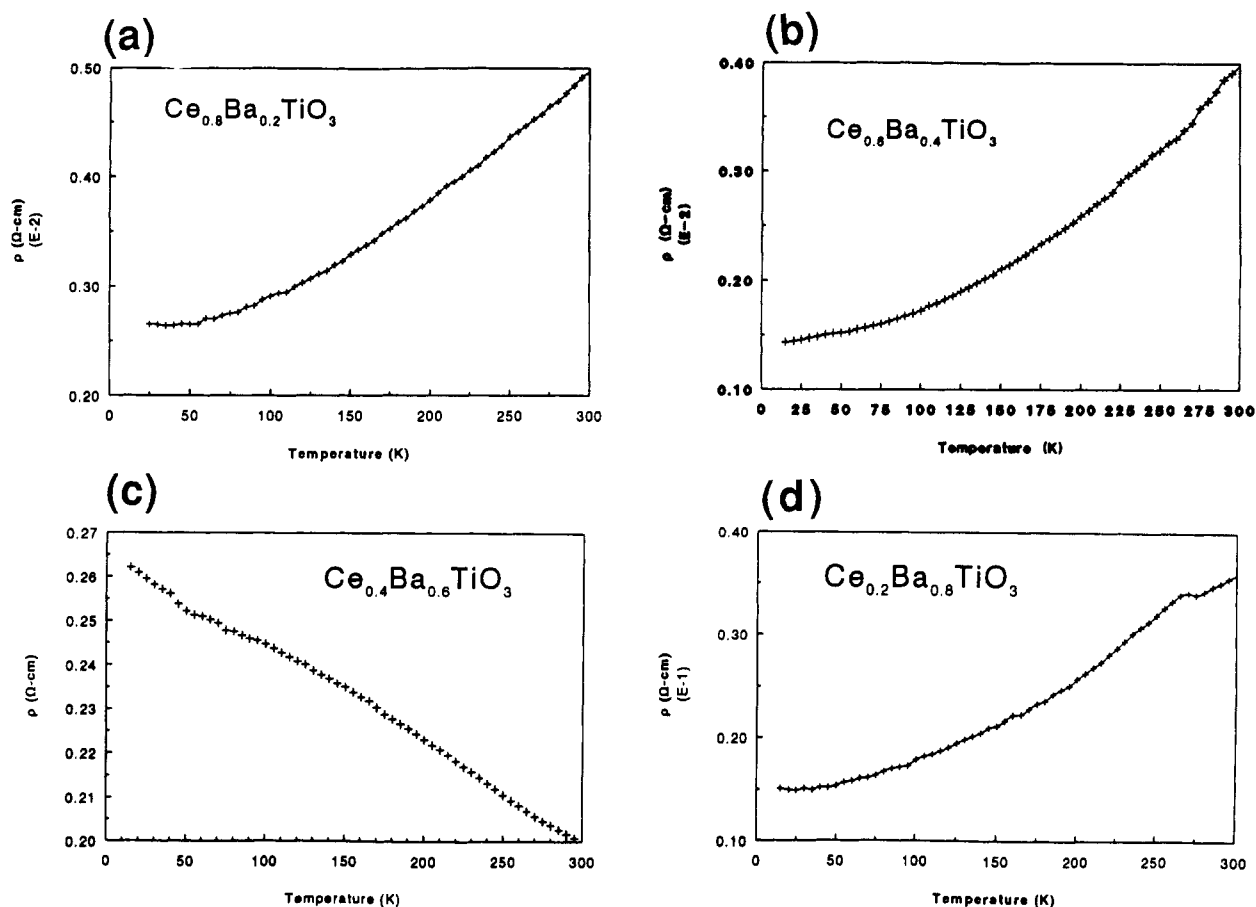 (a)
0.50
0.40
0.30
0.20
ρ (Ω-cm)
(E-2)
Ce0.8Ba0.2TiO3
0 50 100 150 200 250 300
Temperature (K)
(b)
0.40
0.30
0.20
0.10
ρ (Ω-cm)
(E-2)
Ce0.6Ba0.4TiO3
0 25 50 75 100 125 150 175 200 225 250 275 300
Temperature (K)
(c)
0.27
0.26
0.25
0.24
0.23
0.22
0.21
0.20
ρ (Ω-cm)
Ce0.4Ba0.6TiO3
0 50 100 150 200 250 300
Temperature (K)
(d)
0.40
0.30
0.20
0.10
ρ (Ω-cm)
(E-1)
Ce0.2Ba0.8TiO3
0 50 100 150 200 250 300
Temperature (K)